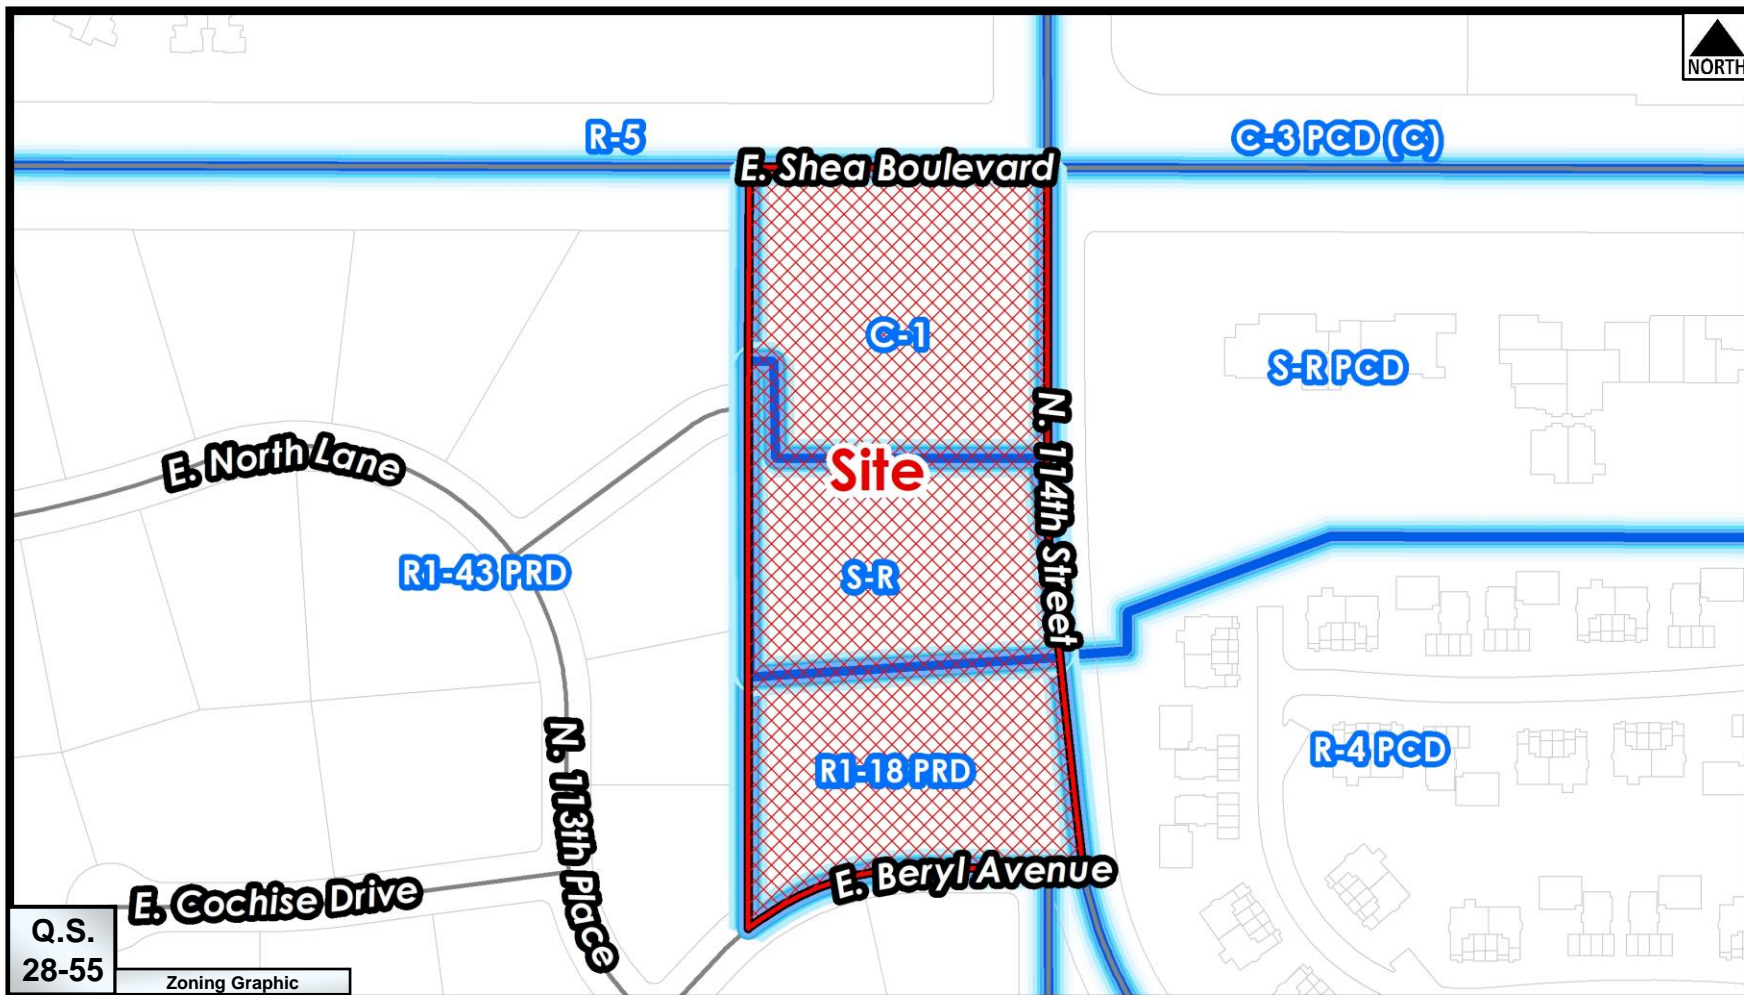 NORTH
R-5
C-3 PCD (C)
E. Shea Boulevard
C-1
S-R PCD
N. 114th Street
E. North Lane
Site
R1-43 PRD
S-R
N. 113th Place
R1-18 PRD
R-4 PCD
E. Beryl Avenue
E. Cochise Drive
Q.S.
28-55
Zoning Graphic